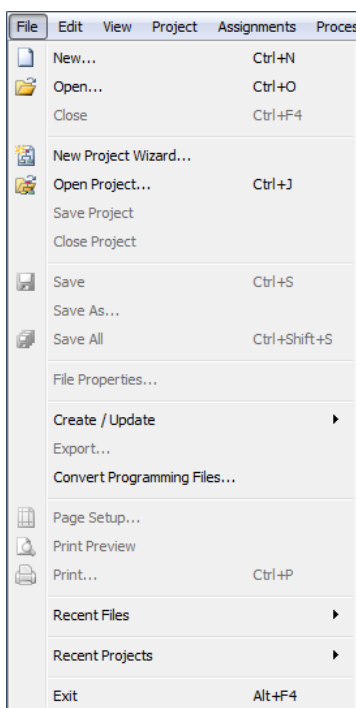 File Edit View Project Assignments Proces
New... Ctrl+N
Open... Ctrl+O
Close Ctrl+F4
New Project Wizard...
Open Project... Ctrl+J
Save Project
Close Project
Save Ctrl+S
Save As...
Save All Ctrl+Shift+S
File Properties...
Create / Update
Export...
Convert Programming Files...
Page Setup...
Print Preview
Print... Ctrl+P
Recent Files
Recent Projects
Exit Alt+F4